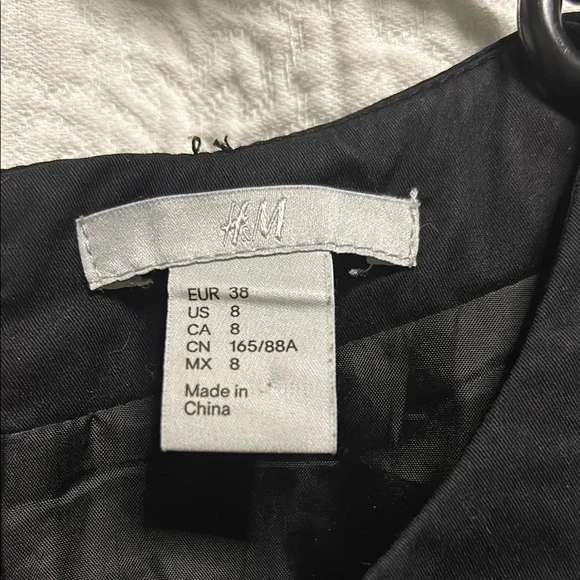 H&M
EUR 38
US 8
CA 8
CN 165/88A
MX 8
Made in
China